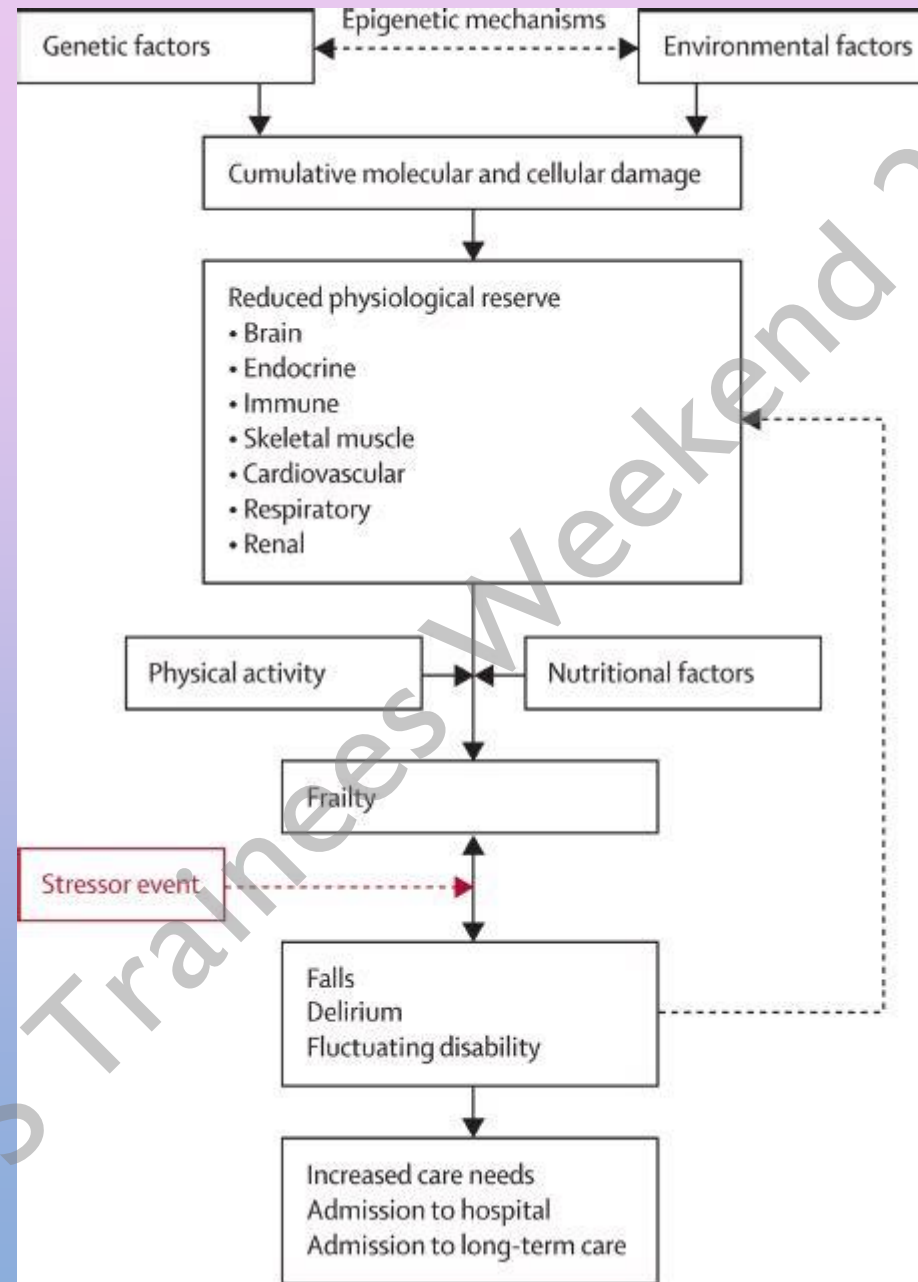 Epigenetic mechanisms
Genetic factors
Environmental factors
Cumulative molecular and cellular damage
Reduced physiological reserve
• Brain
• Endocrine
• Immune
• Skeletal muscle
• Cardiovascular
• Respiratory
• Renal
Physical activity
Nutritional factors
Frailty
Stressor event
Falls
Delirium
Fluctuating disability
Increased care needs
Admission to hospital
Admission to long-term care
Trainees Weekend